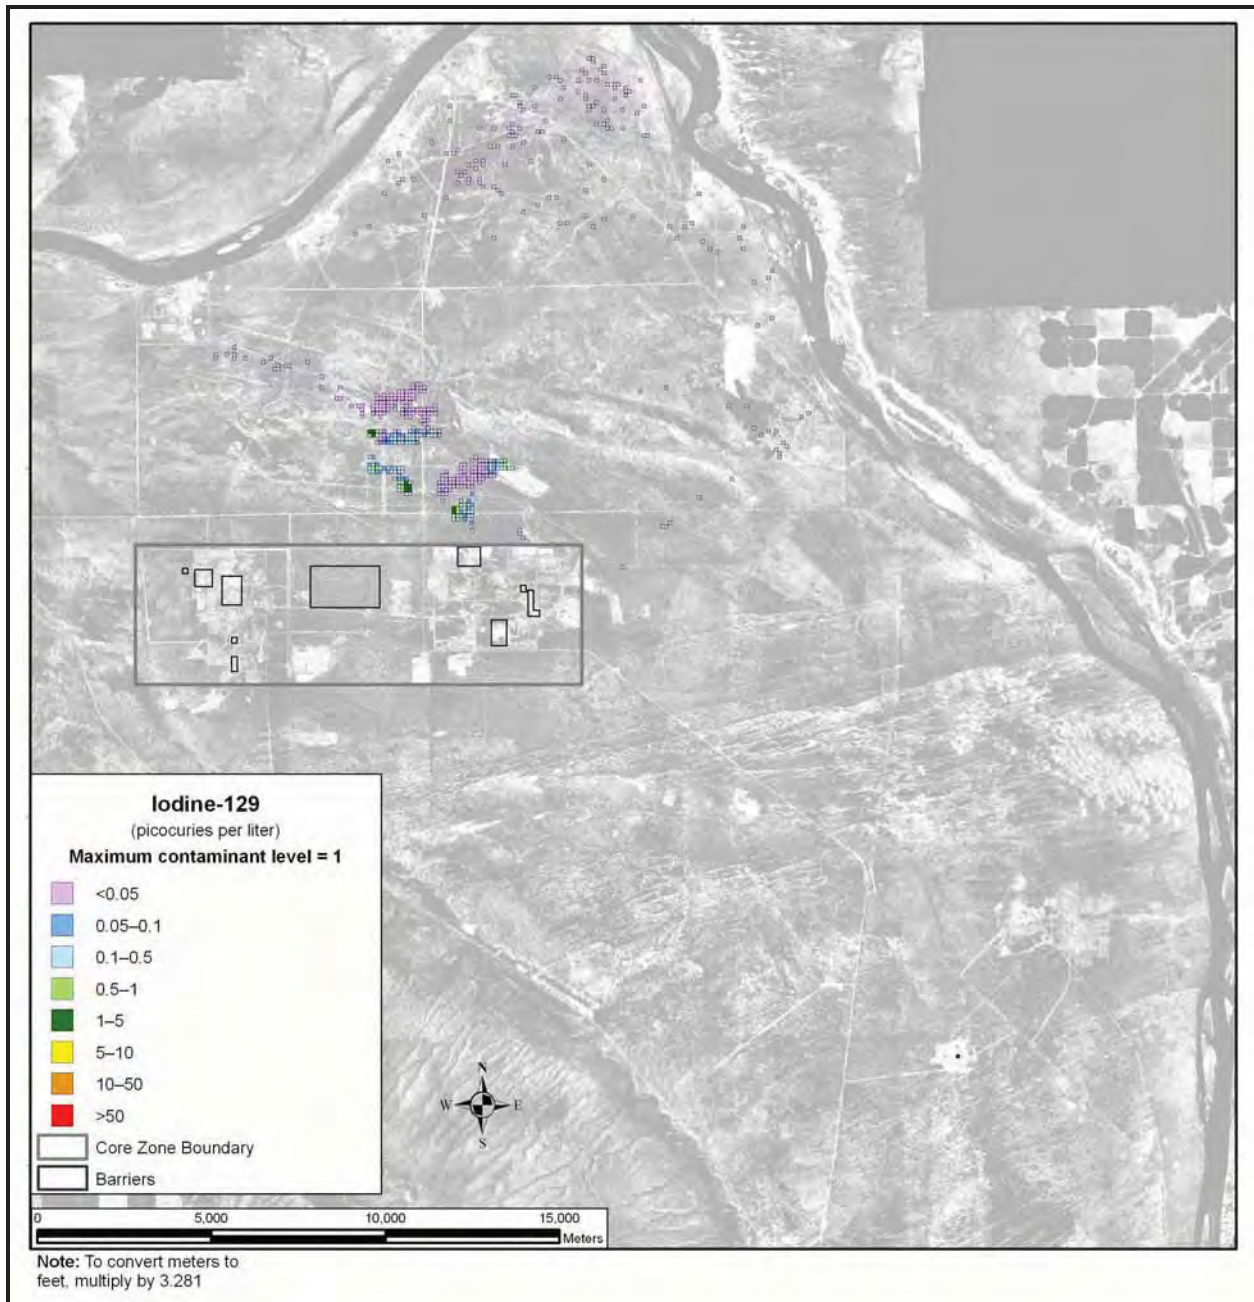 Iodine-129
(picocuries per liter)
Maximum contaminant level = 1
<0.05
0.05–0.1
0.1–0.5
0.5–1
1–5
5–10
10–50
>50
Core Zone Boundary
Barriers
N
W E
S
0 5,000 10,000 15,000
Meters
Note: To convert meters to
feet, multiply by 3.281